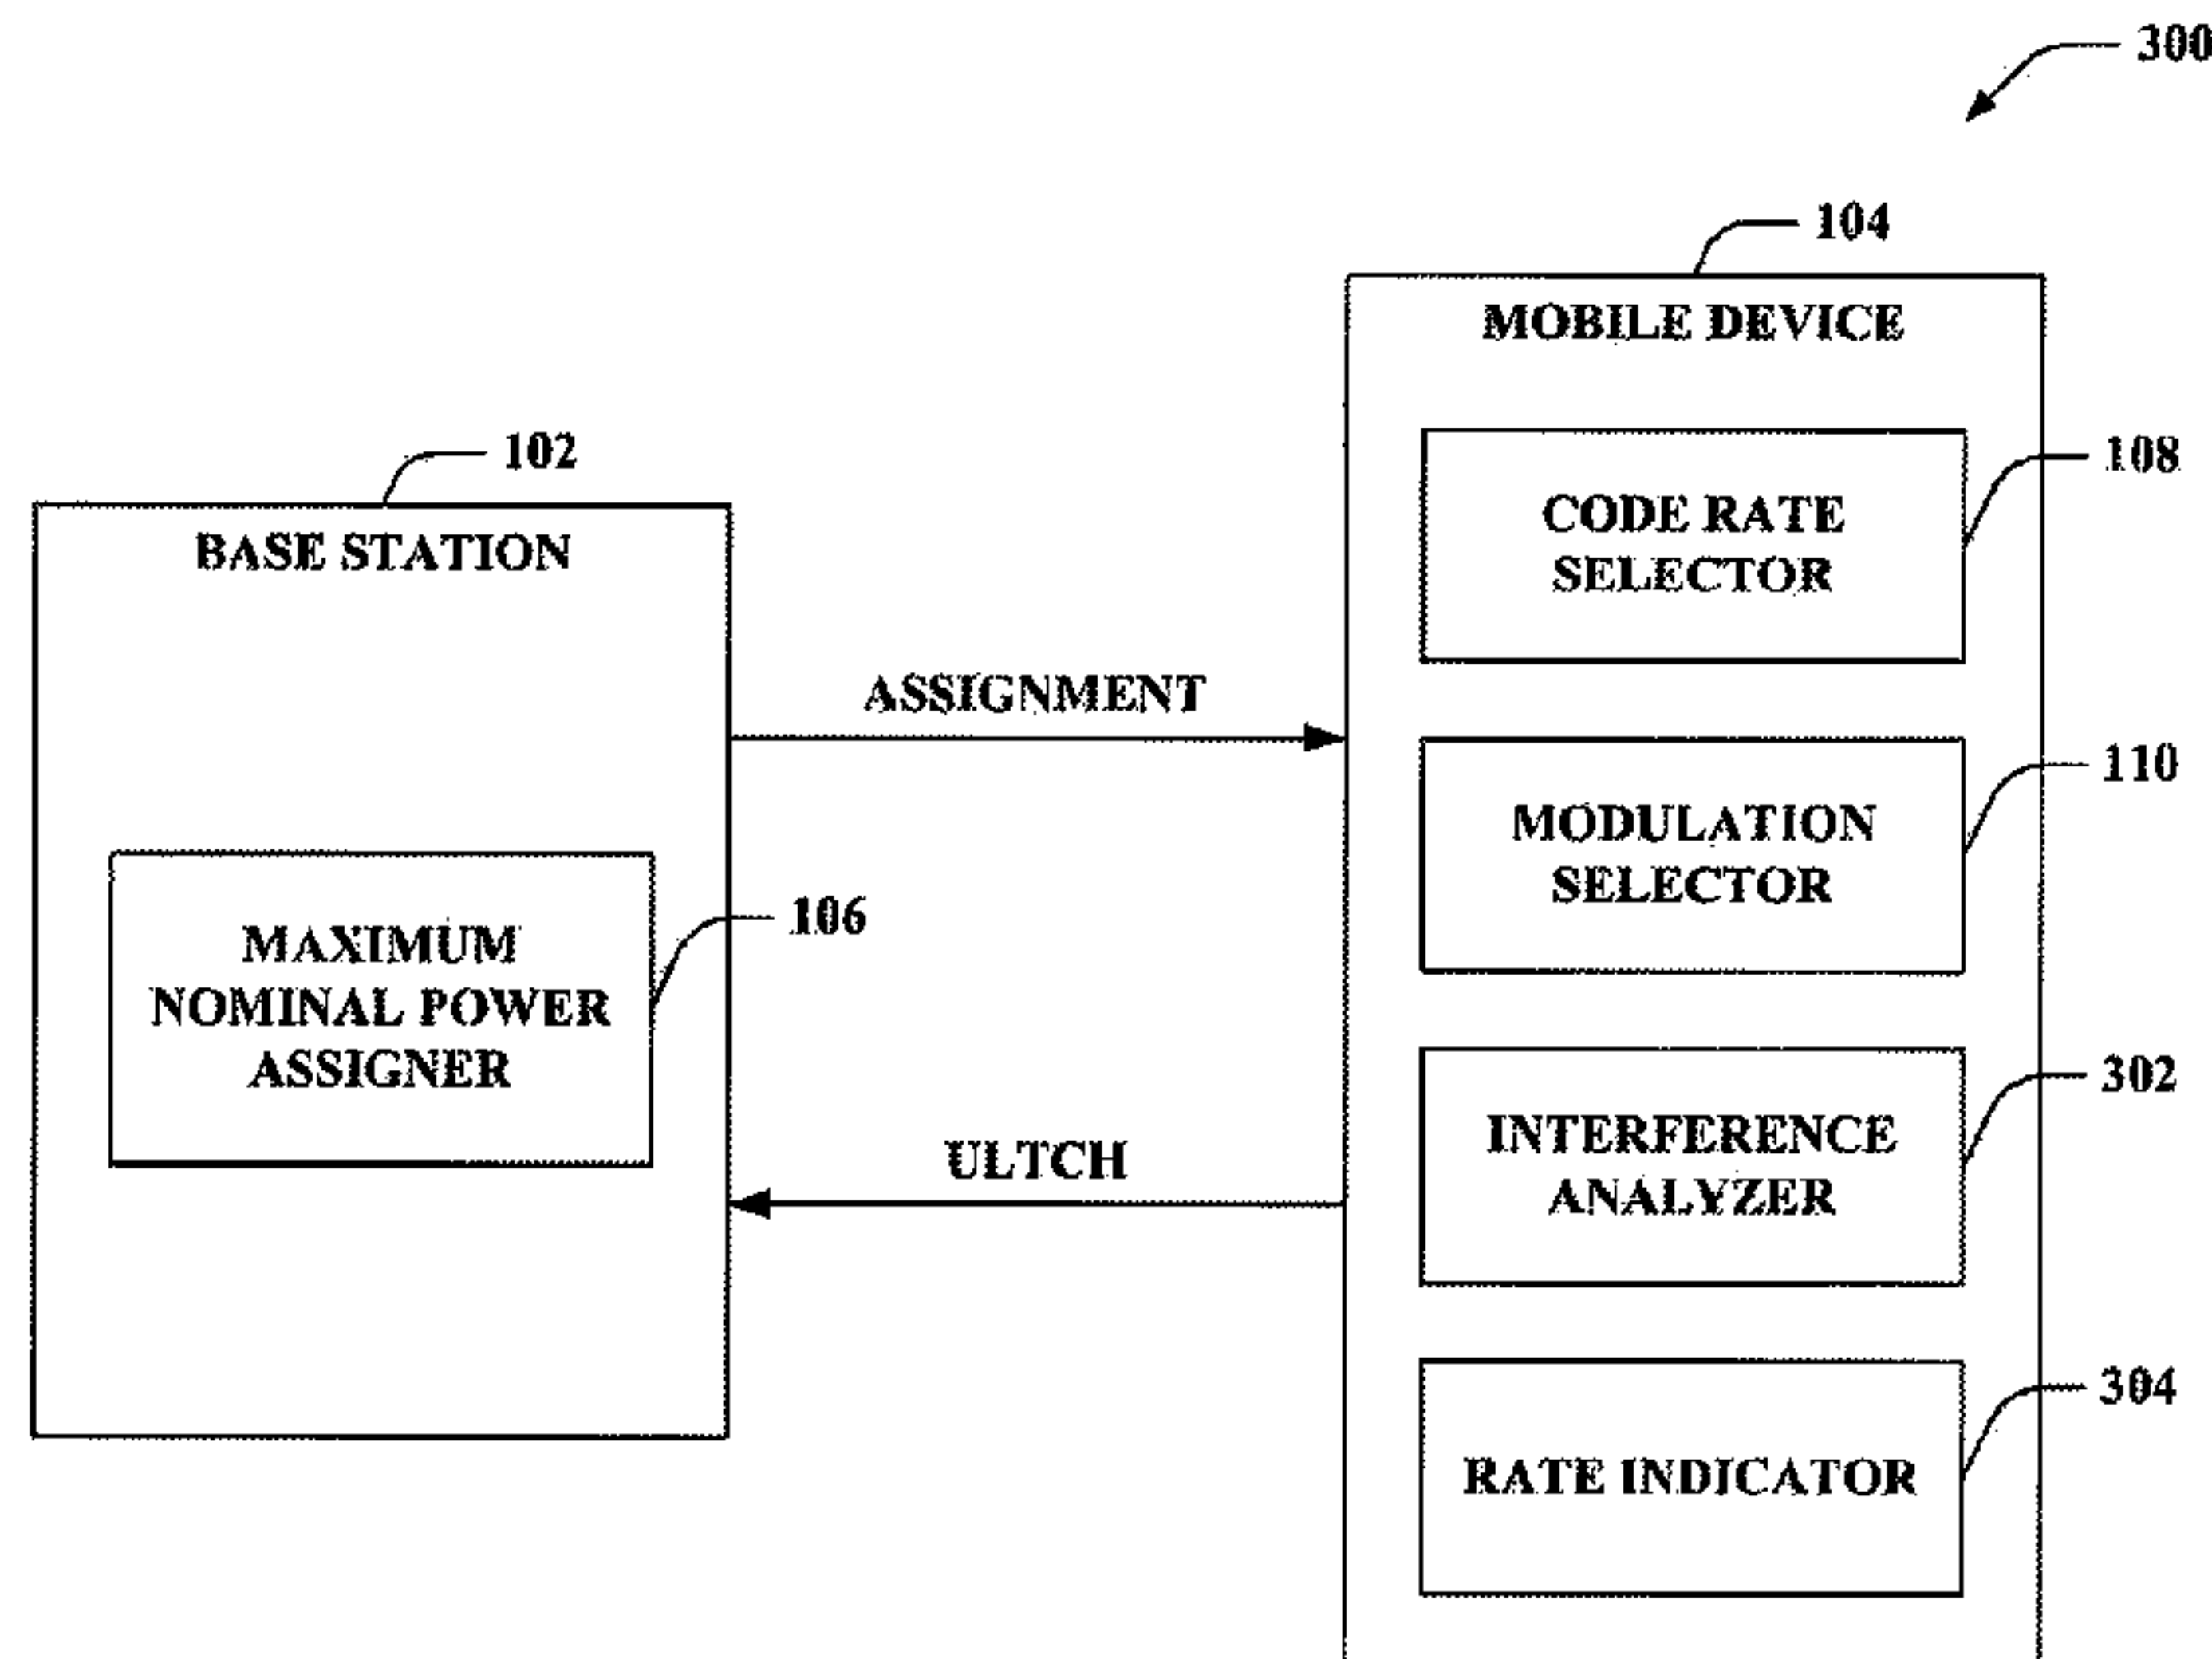 300
104
MOBILE DEVICE
108
CODE RATE
SELECTOR
102
BASE STATION
ASSIGNMENT
110
MODULATION
SELECTOR
106
MAXIMUM
NOMINAL POWER
ASSIGNER
302
INTERFERENCE
ANALYZER
ULTCH
304
RATE INDICATOR